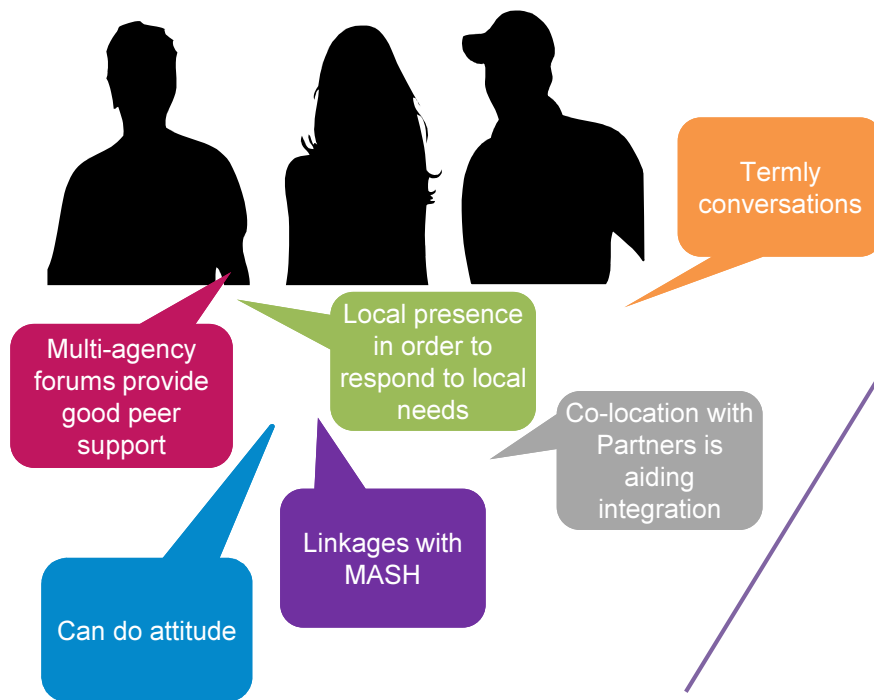 Termly
conversations
Local presence
in order to
respond to local
needs
Multi-agency
forums provide
good peer
support
Co-location with
Partners is
aiding
integration
Linkages with
MASH
Can do attitude